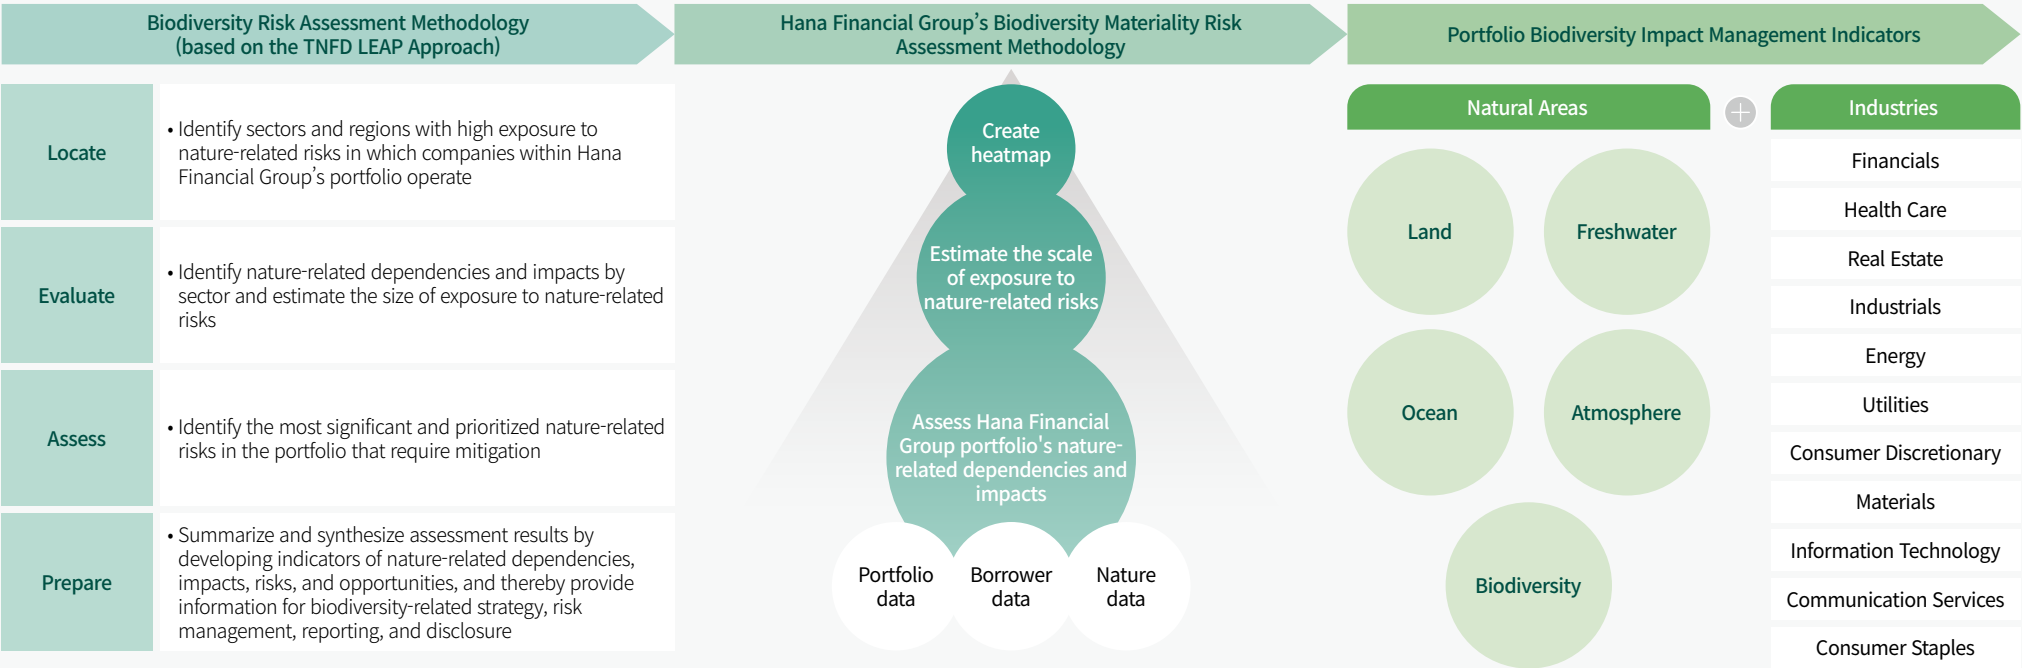 Biodiversity Risk Assessment Methodology
(based on the TNFD LEAP Approach)
Locate
• Identify sectors and regions with high exposure to
nature-related risks in which companies within Hana
Financial Group's portfolio operate
Evaluate
• Identify nature-related dependencies and impacts by
sector and estimate the size of exposure to nature-related
risks
Assess
• Identify the most significant and prioritized nature-related
risks in the portfolio that require mitigation
Prepare
• Summarize and synthesize assessment results by
developing indicators of nature-related dependencies,
impacts, risks, and opportunities, and thereby provide
information for biodiversity-related strategy, risk
management, reporting, and disclosure
Hana Financial Group's Biodiversity Materiality Risk
Assessment Methodology
Create
heatmap
Estimate the scale
of exposure to
nature-related risks
Assess Hana Financial
Group portfolio's nature-
related dependencies and
impacts
Portfolio
data
Borrower
data
Nature
data
Portfolio Biodiversity Impact Management Indicators
Natural Areas
Land
Freshwater
Ocean
Atmosphere
Biodiversity
+
Industries
Financials
Health Care
Real Estate
Industrials
Energy
Utilities
Consumer Discretionary
Materials
Information Technology
Communication Services
Consumer Staples